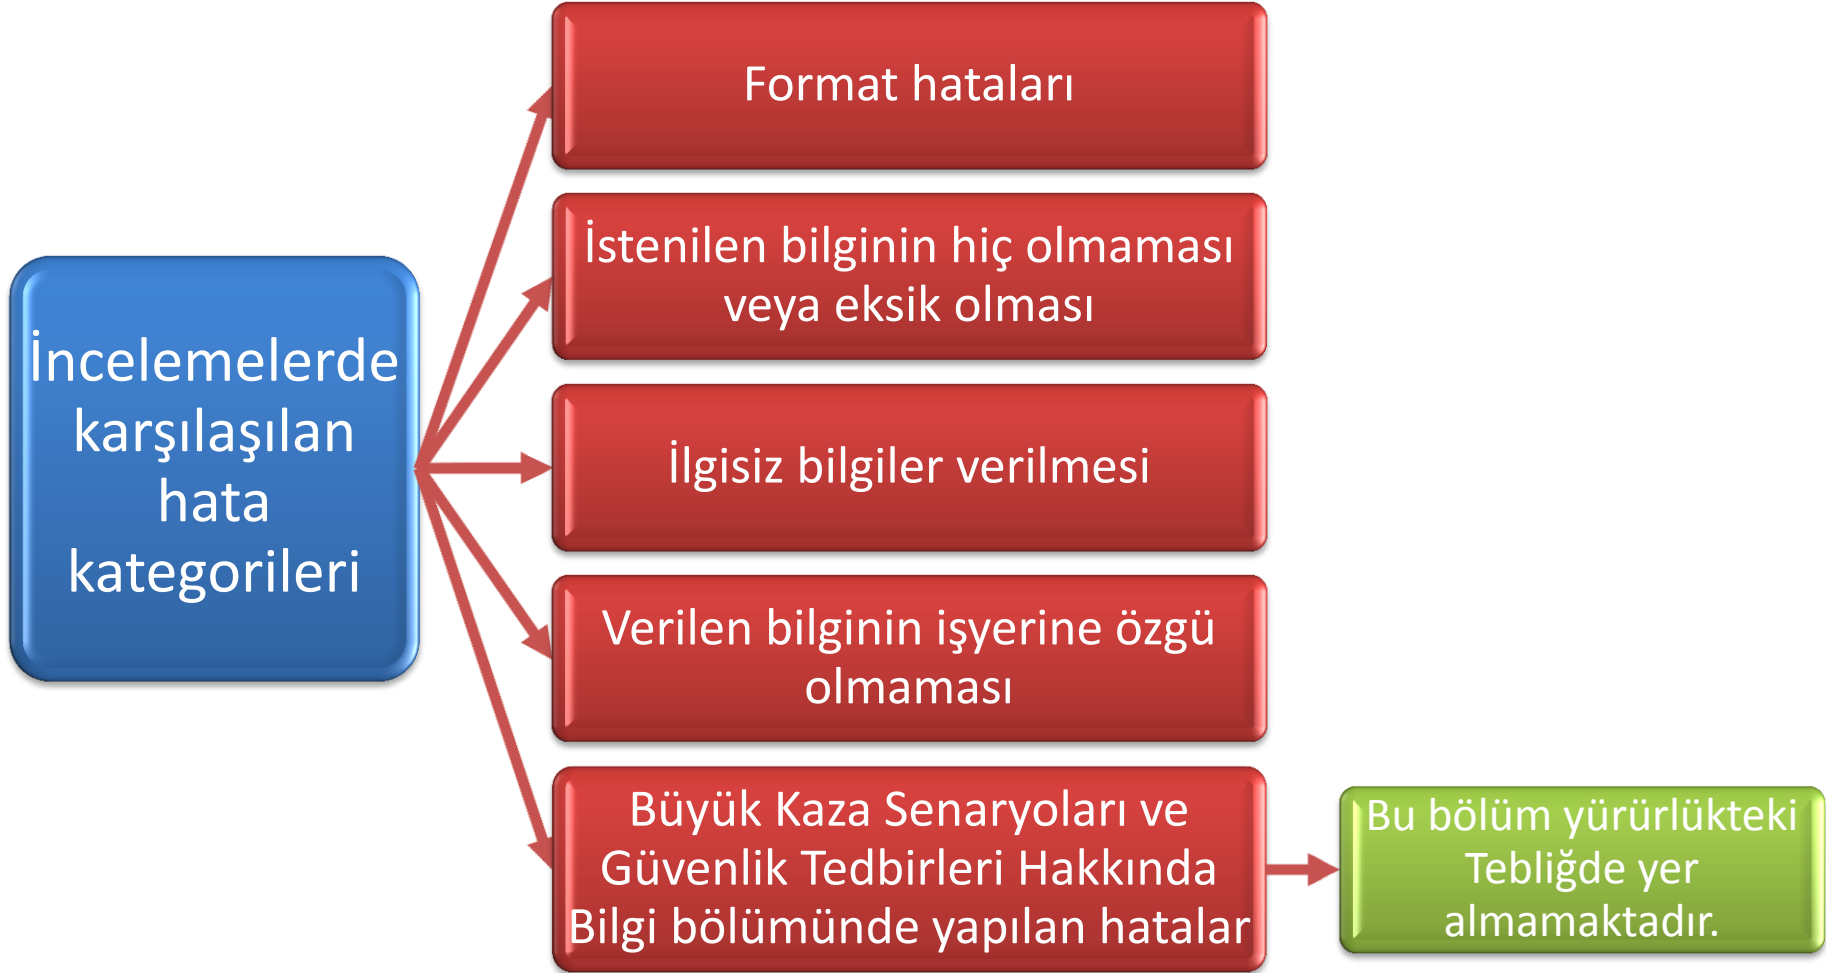 İncelemelerde
karşılaşılan
hata
kategorileri
Format hataları
İstenilen bilginin hiç olmaması
veya eksik olması
İlgisiz bilgiler verilmesi
Verilen bilginin işyerine özgü
olmaması
Büyük Kaza Senaryoları ve
Güvenlik Tedbirleri Hakkında
Bilgi bölümünde yapılan hatalar
Bu bölüm yürürlükteki
Tebliğde yer
almamaktadır.